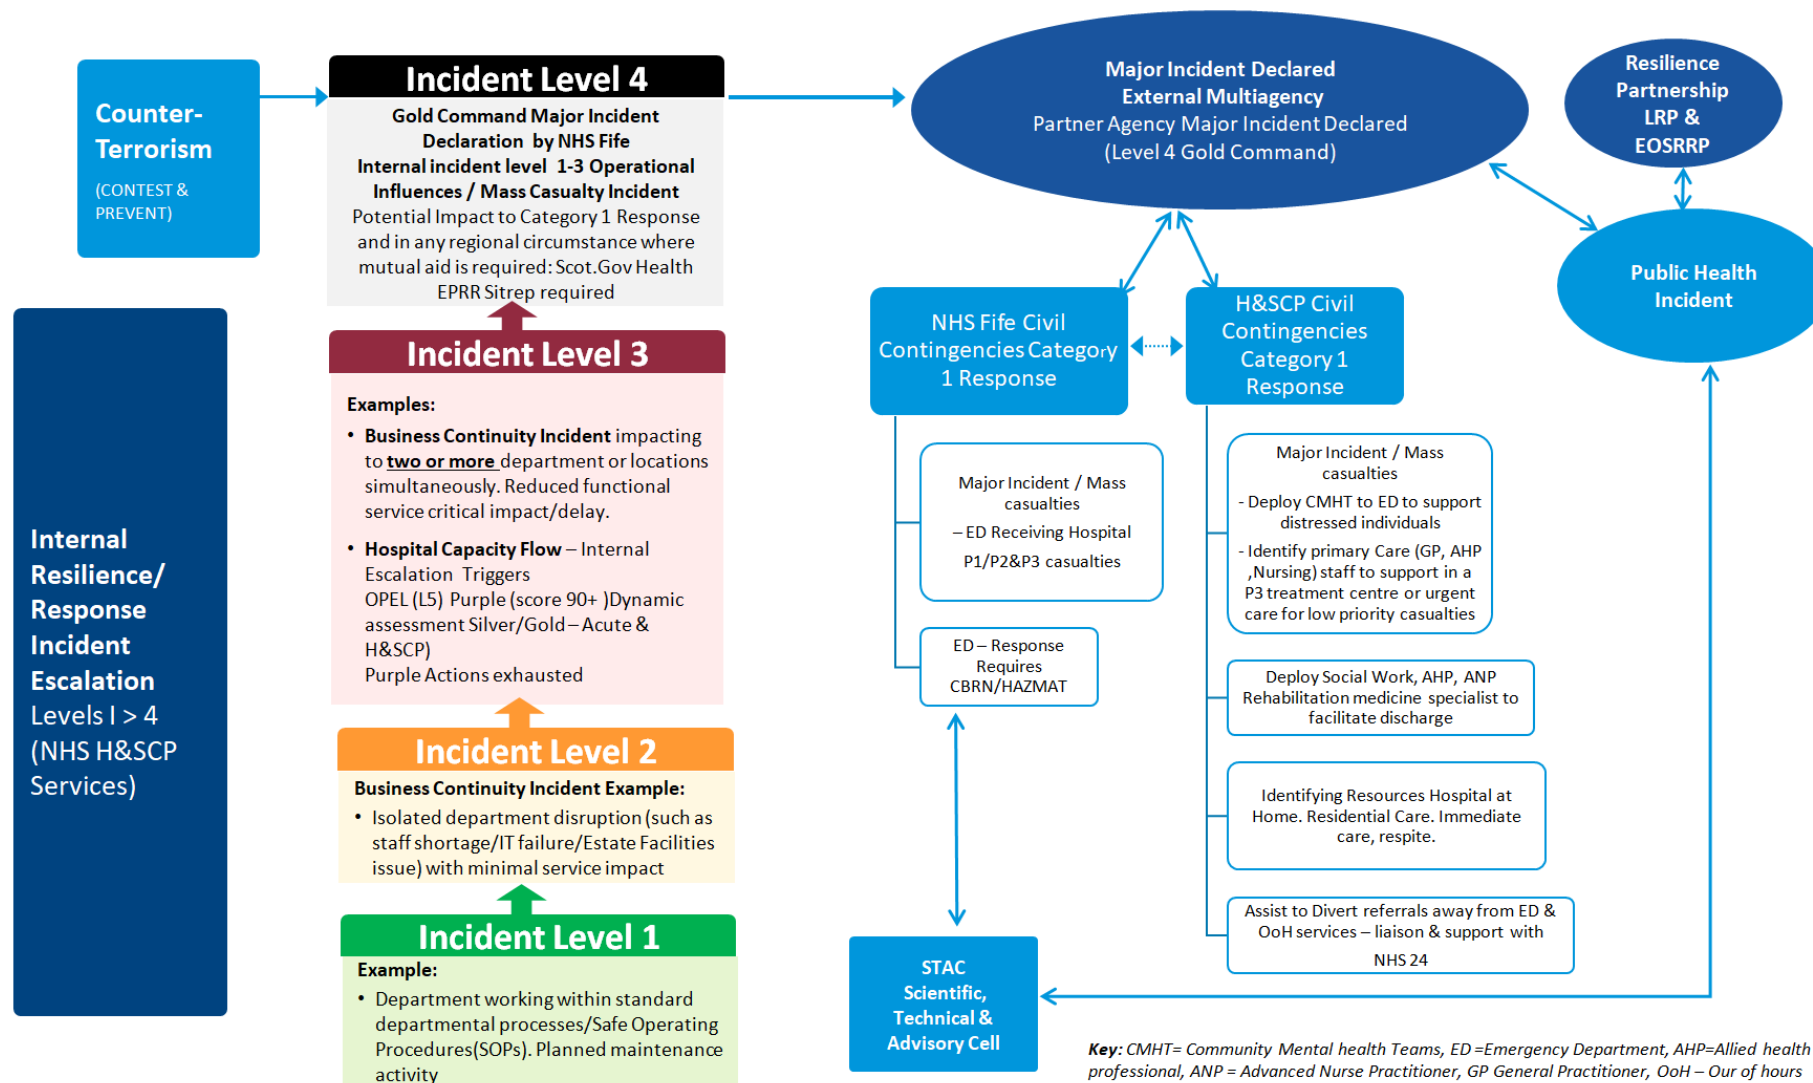 Counter-
Terrorism
(CONTEST &
PREVENT)
Internal
Resilience/
Response
Incident
Escalation
Levels I > 4
(NHS H&SCP
Services)
Incident Level 4
Gold Command Major Incident
Declaration by NHS Fife
Internal incident level 1-3 Operational
Influences / Mass Casualty Incident
Potential Impact to Category 1 Response
and in any regional circumstance where
mutual aid is required: Scot.Gov Health
EPRR Sitrep required
Incident Level 3
Examples:
• Business Continuity Incident impacting
to two or more department or locations
simultaneously. Reduced functional
service critical impact/delay.
• Hospital Capacity Flow – Internal
Escalation Triggers
OPEL (L5) Purple (score 90+ )Dynamic
assessment Silver/Gold – Acute &
H&SCP)
Purple Actions exhausted
Incident Level 2
Business Continuity Incident Example:
• Isolated department disruption (such as
staff shortage/IT failure/Estate Facilities
issue) with minimal service impact
Incident Level 1
Example:
• Department working within standard
departmental processes/Safe Operating
Procedures(SOPs). Planned maintenance
activity
Major Incident Declared
External Multiagency
Partner Agency Major Incident Declared
(Level 4 Gold Command)
Resilience
Partnership
LRP &
EOSRRP
Public Health
Incident
NHS Fife Civil
Contingencies Category
1 Response
H&SCP Civil
Contingencies
Category 1
Response
Major Incident / Mass
casualties
– ED Receiving Hospital
P1/P2&P3 casualties
ED – Response
Requires
CBRN/HAZMAT
Major Incident / Mass
casualties
- Deploy CMHT to ED to support
distressed individuals
- Identify primary Care (GP, AHP
,Nursing) staff to support in a
P3 treatment centre or urgent
care for low priority casualties
Deploy Social Work, AHP, ANP
Rehabilitation medicine specialist to
facilitate discharge
Identifying Resources Hospital at
Home. Residential Care. Immediate
care, respite.
Assist to Divert referrals away from ED &
OoH services – liaison & support with
NHS 24
STAC
Scientific,
Technical &
Advisory Cell
Key: CMHT= Community Mental health Teams, ED =Emergency Department, AHP=Allied health
professional, ANP = Advanced Nurse Practitioner, GP General Practitioner, OoH – Our of hours